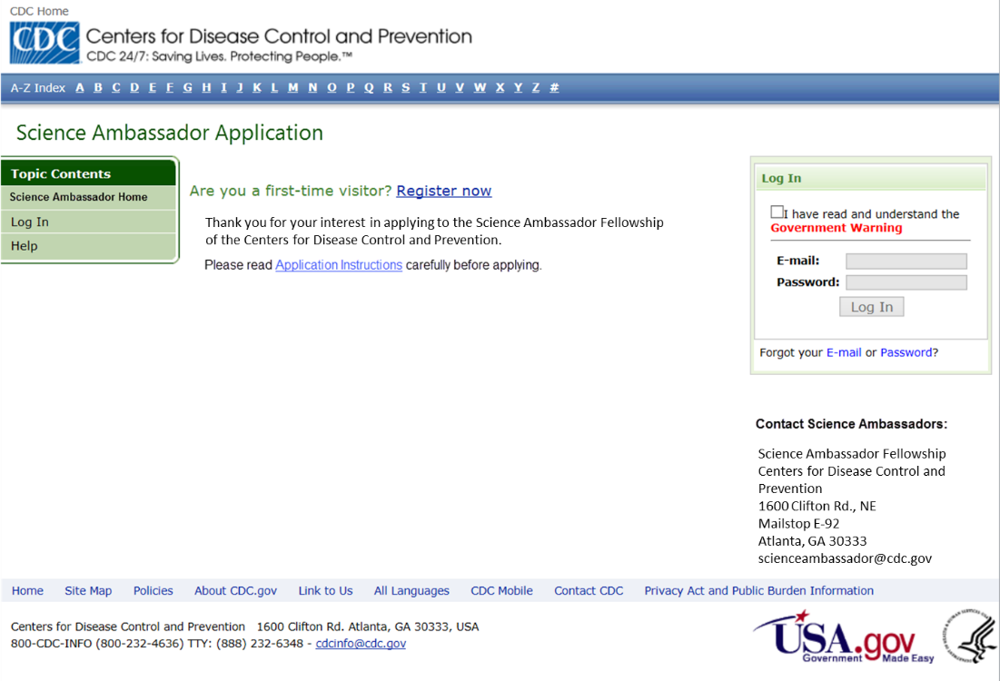 CDC Home
CDC
Centers for Disease Control and Prevention
CDC 24/7: Saving Lives. Protecting People.™
A-Z Index A B C D E F G H I J K L M N O P Q R S T U V W X Y Z #
Science Ambassador Application
Topic Contents
Science Ambassador Home
Log In
Help
Are you a first-time visitor? Register now
Thank you for your interest in applying to the Science Ambassador Fellowship
of the Centers for Disease Control and Prevention.
Please read Application Instructions carefully before applying.
Log In
I have read and understand the
Government Warning
E-mail:
Password:
Log In
Forgot your E-mail or Password?
Contact Science Ambassadors:
Science Ambassador Fellowship
Centers for Disease Control and
Prevention
1600 Clifton Rd., NE
Mailstop E-92
Atlanta, GA 30333
scienceambassador@cdc.gov
Home Site Map Policies About CDC.gov Link to Us All Languages CDC Mobile Contact CDC Privacy Act and Public Burden Information
Centers for Disease Control and Prevention 1600 Clifton Rd. Atlanta, GA 30333, USA
800-CDC-INFO (800-232-4636) TTY: (888) 232-6348 - cdcinfo@cdc.gov
USA.gov
Government Made Easy